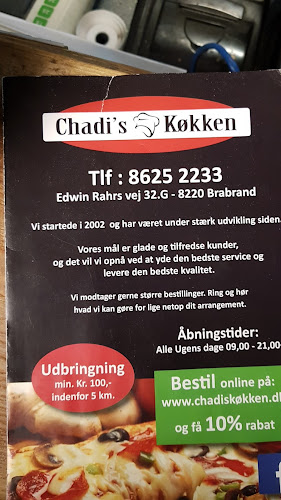 Chadi's Køkken
Tlf : 8625 2233
Edwin Rahrs vej 32.G - 8220 Brabrand
Vi startede i 2002 og har været under stærk udvikling siden.
Vores mål er glade og tilfredse kunder,
og det vil vi opnå ved at yde den bedste service og
levere den bedste kvalitet.
Vi modtager gerne større bestillinger. Ring og hør
hvad vi kan gøre for lige netop dit arrangement.
Åbningstider:
Alle Ugens dage 09,00 - 21,00
Udbringning
min. Kr. 100,-
indenfor 5 km.
Bestil online på:
www.chadiskøkken.d
og få 10% rabat